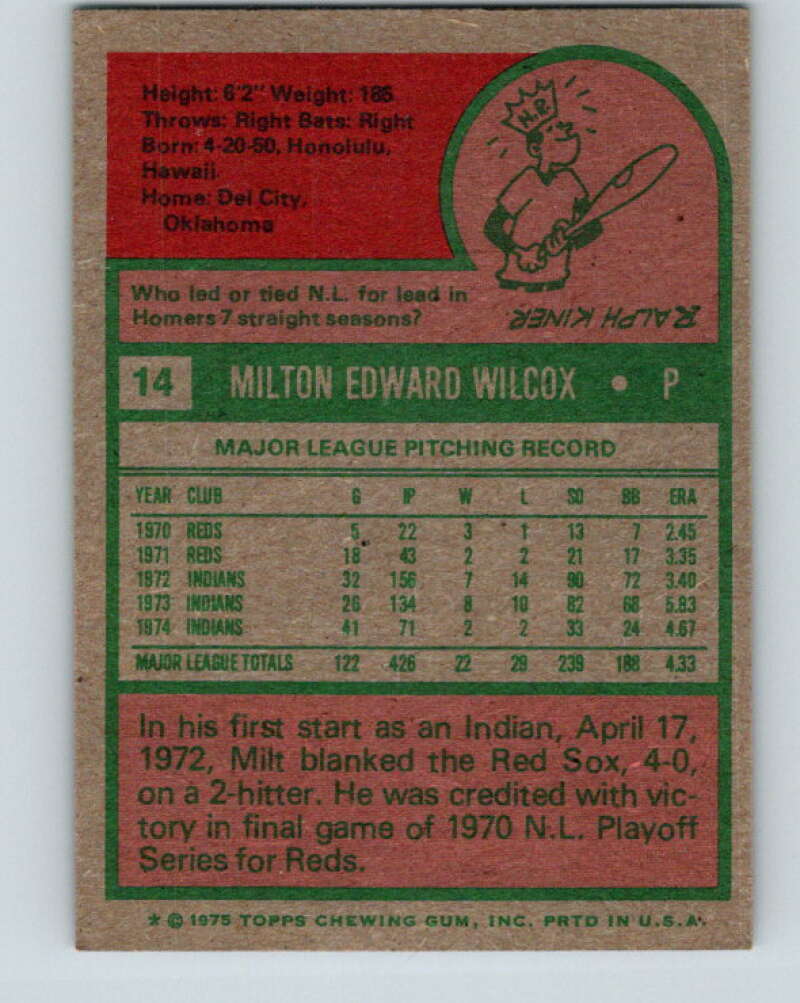 Height: 6'2" Weight: 185
Throws: Right Bats: Right
Born: 4-20-50, Honolulu,
Hawaii
Home: Del City,
Oklahoma
N.P.
RALPH KINER
Who led or tied N.L. for lead in
Homers 7 straight seasons?
14 MILTON EDWARD WILCOX • P
MAJOR LEAGUE PITCHING RECORD
YEAR CLUB G IP W L SO BB ERA
1970 REDS 5 22 3 1 13 7 2.45
1971 REDS 18 43 2 2 21 17 3.35
1972 INDIANS 32 156 7 14 90 72 3.40
1973 INDIANS 26 134 8 10 82 68 5.83
1974 INDIANS 41 71 2 2 33 24 4.67
MAJOR LEAGUE TOTALS 122 426 22 29 239 188 4.33
In his first start as an Indian, April 17,
1972, Milt blanked the Red Sox, 4-0,
on a 2-hitter. He was credited with vic-
tory in final game of 1970 N.L. Playoff
Series for Reds.
* © 1975 TOPPS CHEWING GUM, INC. PRTD IN U.S.A.